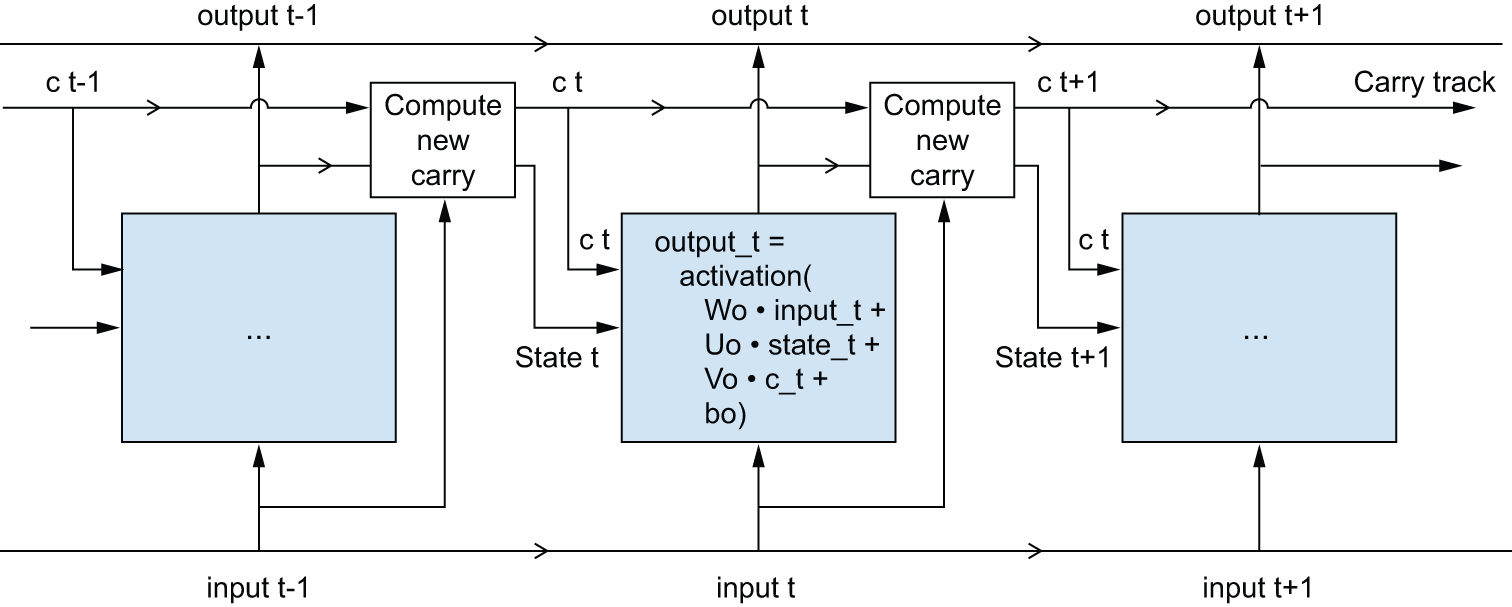 output t-1
output t
output t+1
c t-1
c t
c t+1
Carry track
Compute
new
carry
Compute
new
carry
c t
output_t =
activation(
Wo • input_t +
Uo • state_t +
Vo • c_t +
bo)
c t
...
...
State t
State t+1
input t-1
input t
input t+1